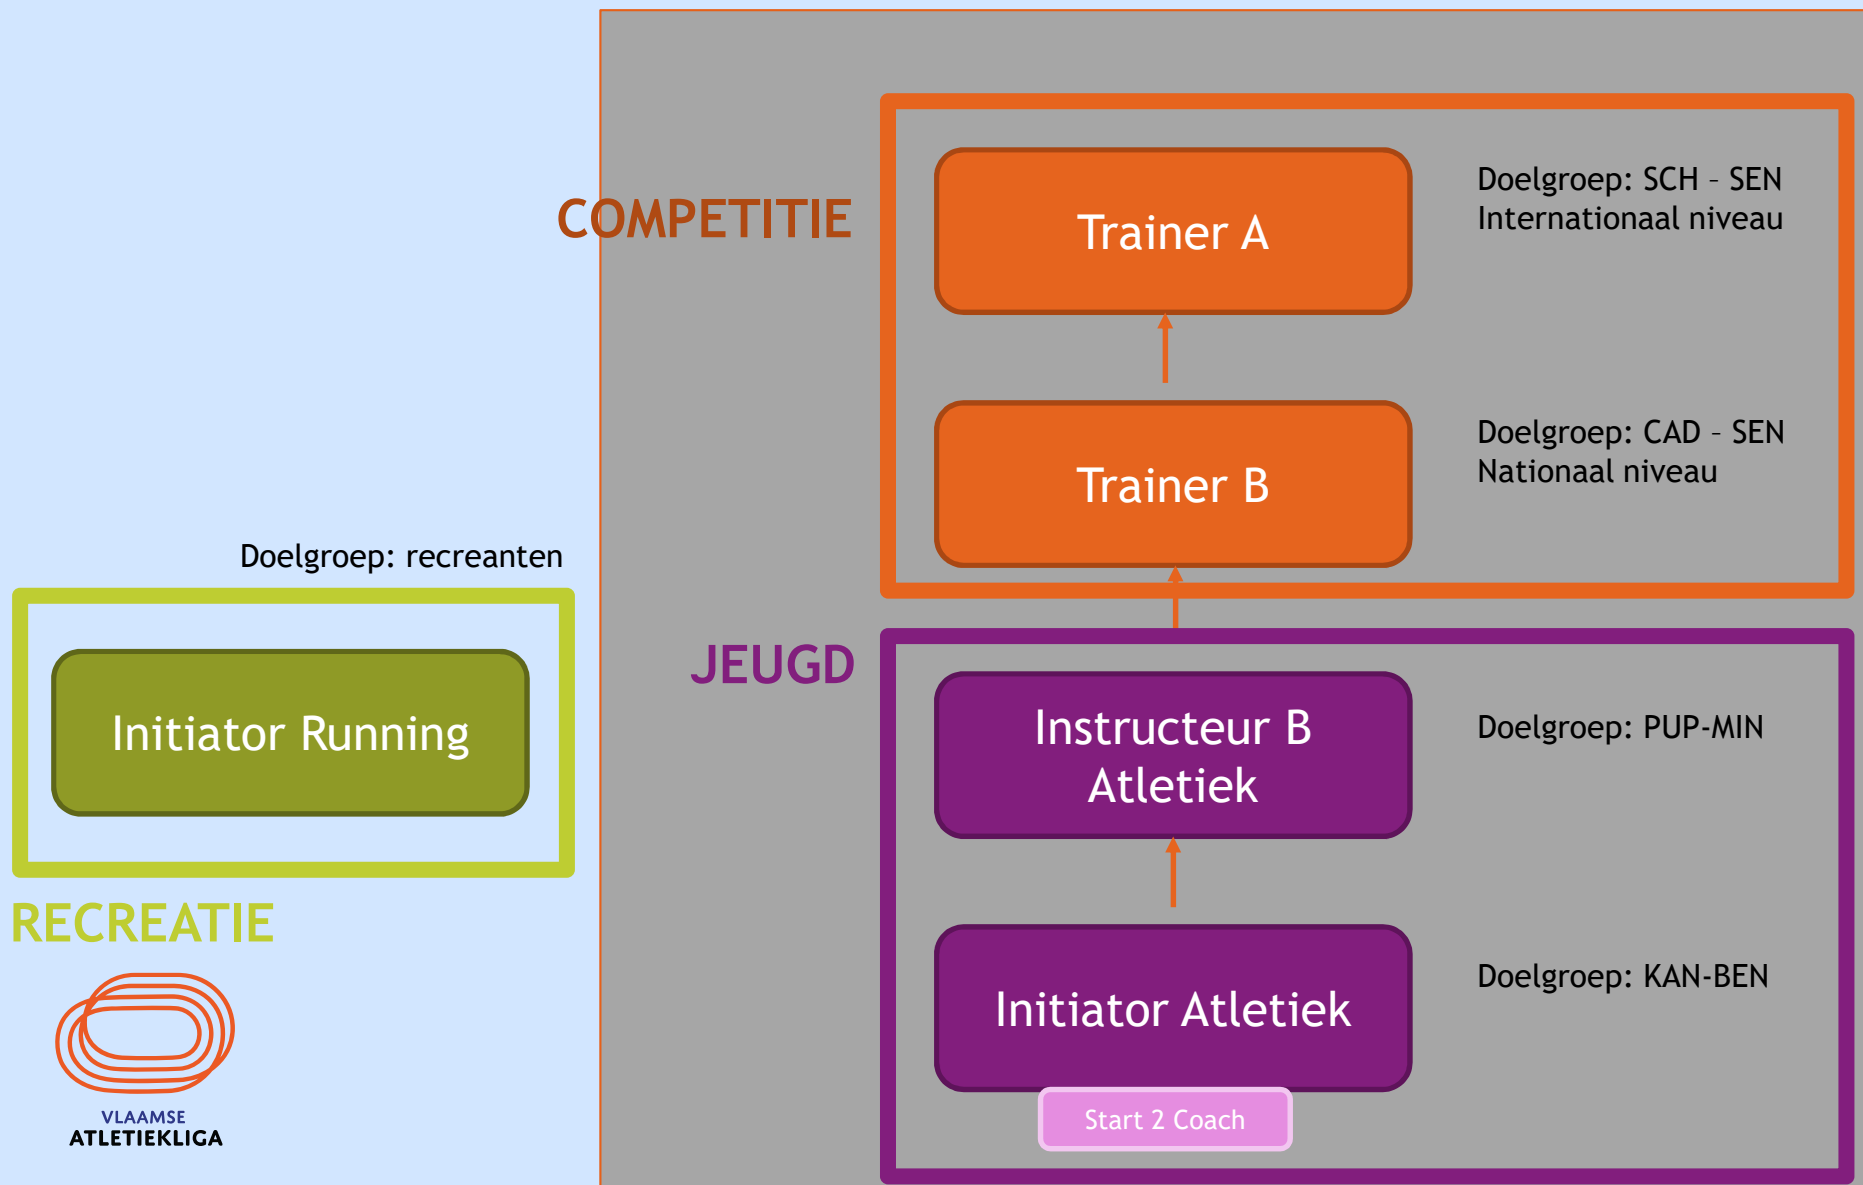 COMPETITIE
Trainer A
Doelgroep: SCH – SEN
Internationaal niveau
Trainer B
Doelgroep: CAD – SEN
Nationaal niveau
Doelgroep: recreanten
Initiator Running
RECREATIE
JEUGD
Instructeur B
Atletiek
Doelgroep: PUP-MIN
Initiator Atletiek
Doelgroep: KAN-BEN
Start 2 Coach
VLAAMSE
ATLETIEKLIGA